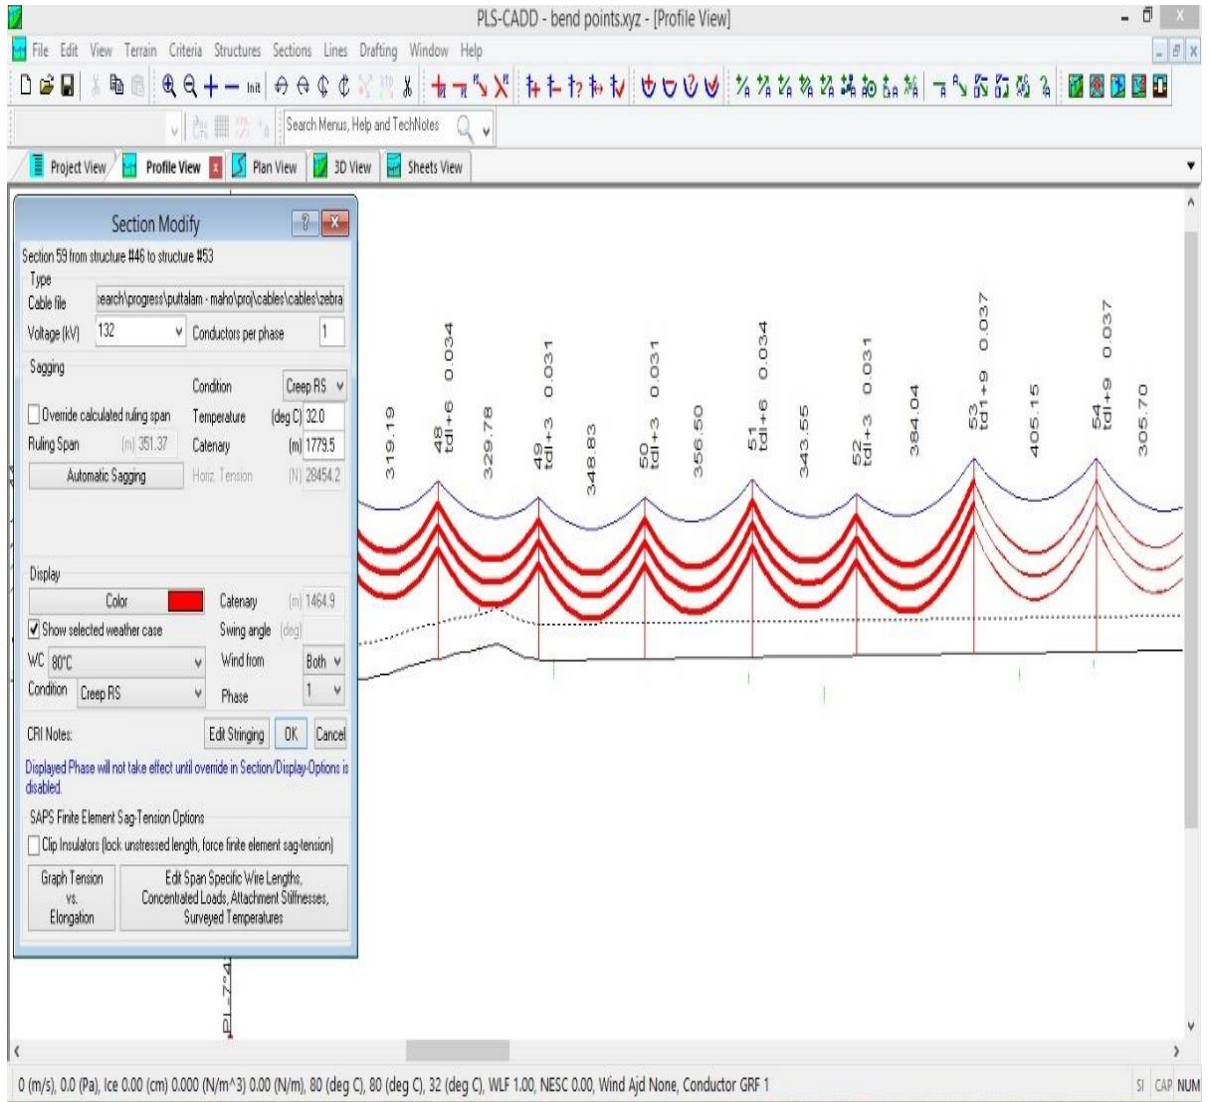 PLS-CADD - bend points.xyz - [Profile View]
File Edit View Terrain Criteria Structures Sections Lines Drafting Window Help
Init
Search Menus, Help and TechNotes
Project View Profile View Plan View 3D View Sheets View
Section Modify
Section 59 from structure #46 to structure #53
Type
Cable file search\progress\puttalam - maho\proj\cables\cables\zebra
Voltage (kV) 132 Conductors per phase 1
Sagging
Condition Creep RS
Override calculated ruling span Temperature (deg C) 32.0
Ruling Span (m) 351.37 Catenary (m) 1779.5
Automatic Sagging Horiz. Tension (N) 28454.2
Display
Color Catenary (m) 1464.9
Show selected weather case Swing angle (deg)
WC 80°C Wind from Both
Condition Creep RS Phase 1
CRI Notes: Edit Stringing OK Cancel
Displayed Phase will not take effect until override in Section/Display-Options is
disabled.
SAPS Finite Element Sag-Tension Options
Clip Insulators (lock unstressed length, force finite element sag-tension)
Graph Tension
vs.
Elongation
Edit Span Specific Wire Lengths,
Concentrated Loads, Attachment Stiffnesses,
Surveyed Temperatures
319.19
48
tdl+6 0.034
329.78
49
tdl+3 0.031
348.83
50
tdl+3 0.031
356.50
51
tdl+6 0.034
343.55
52
tdl+3 0.031
384.04
53
td1+9 0.037
405.15
54
tdl+9 0.037
305.70
0 (m/s), 0.0 (Pa), Ice 0.00 (cm) 0.000 (N/m^3) 0.00 (N/m), 80 (deg C), 80 (deg C), 32 (deg C), WLF 1.00, NESC 0.00, Wind Ajd None, Conductor GRF 1
SI CAP NUM